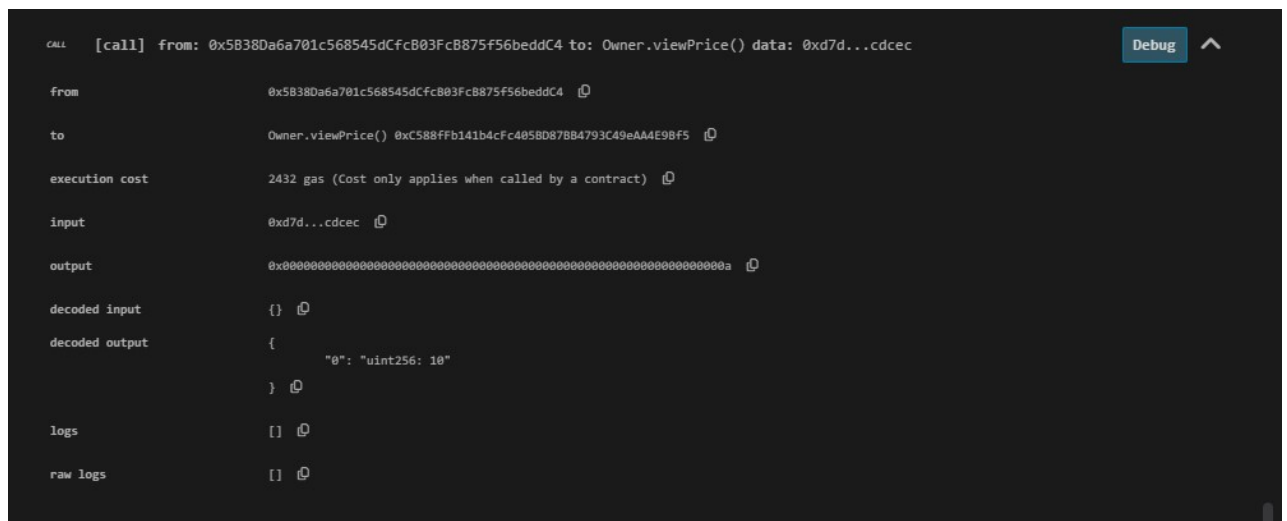 CALL [call] from: 0x5B38Da6a701c568545dCfcB03FcB875f56beddC4 to: Owner.viewPrice() data: 0xd7d...cdcec Debug
from 0x5B38Da6a701c568545dCfcB03FcB875f56beddC4
to Owner.viewPrice() 0xC588fFb141b4cFc405BD87BB4793C49eAA4E9Bf5
execution cost 2432 gas (Cost only applies when called by a contract)
input 0xd7d...cdcec
output 0x000000000000000000000000000000000000000000000000000000000000000a
decoded input {}
decoded output {
"0": "uint256: 10"
}
logs []
raw logs []